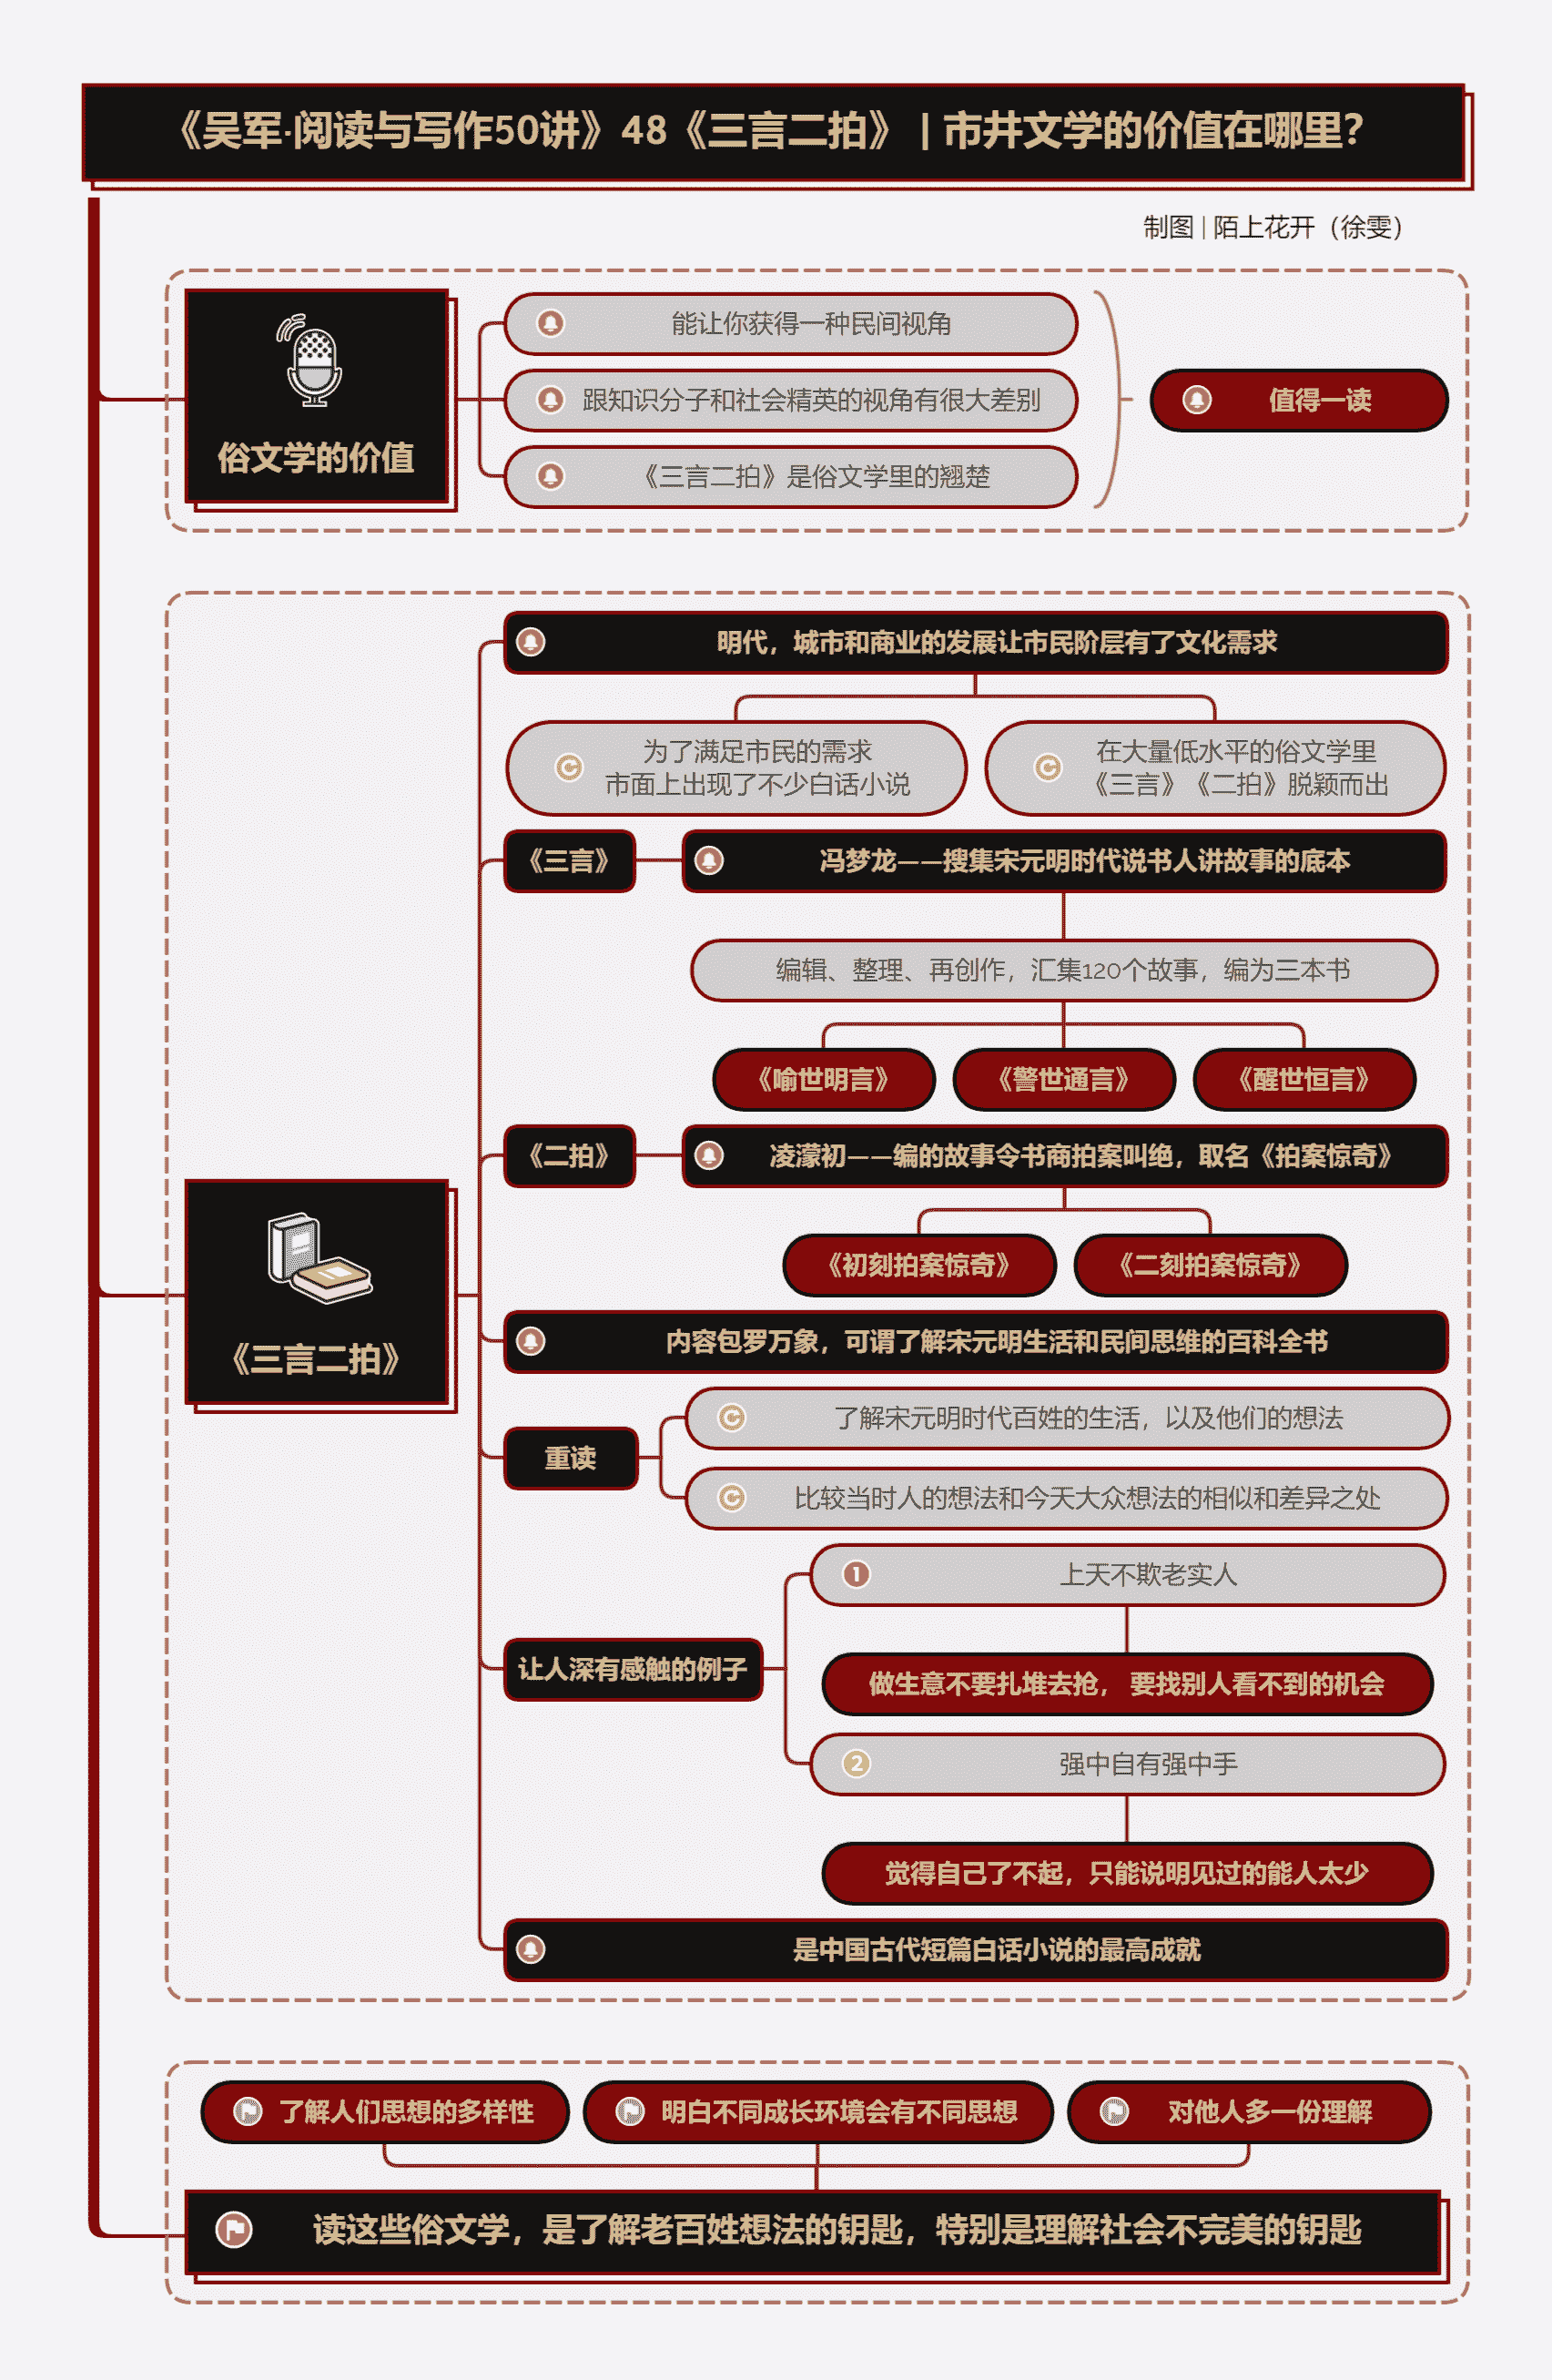 《吴军·阅读与写作50讲》48《三言二拍》 | 市井文学的价值在哪里?
制图 | 陌上花开（徐雯）
俗文学的价值
能让你获得一种民间视角
跟知识分子和社会精英的视角有很大差别
《三言二拍》是俗文学里的翘楚
值得一读
《三言二拍》
明代，城市和商业的发展让市民阶层有了文化需求
为了满足市民的需求
市面上出现了不少白话小说
在大量低水平的俗文学里
《三言》《二拍》脱颖而出
《三言》
冯梦龙——搜集宋元明时代说书人讲故事的底本
编辑、整理、再创作，汇集120个故事，编为三本书
《喻世明言》
《警世通言》
《醒世恒言》
《二拍》
凌濛初——编的故事令书商拍案叫绝，取名《拍案惊奇》
《初刻拍案惊奇》
《二刻拍案惊奇》
内容包罗万象，可谓了解宋元明生活和民间思维的百科全书
重读
了解宋元明时代百姓的生活，以及他们的想法
比较当时人的想法和今天大众想法的相似和差异之处
让人深有感触的例子
1 上天不欺老实人
做生意不要扎堆去抢， 要找别人看不到的机会
2 强中自有强中手
觉得自己了不起，只能说明见过的能人太少
是中国古代短篇白话小说的最高成就
了解人们思想的多样性
明白不同成长环境会有不同思想
对他人多一份理解
读这些俗文学，是了解老百姓想法的钥匙，特别是理解社会不完美的钥匙